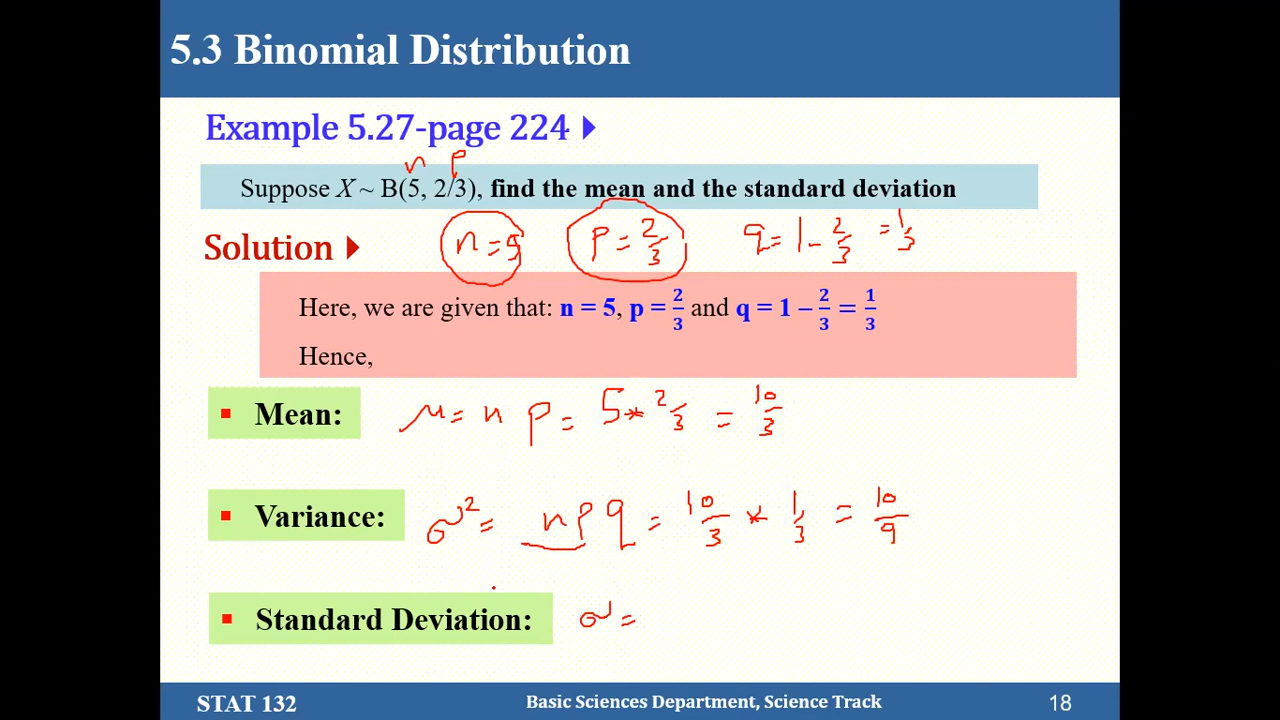 5.3 Binomial Distribution
Example 5.27-page 224
n p
Suppose X ~ B(5, 2/3), find the mean and the standard deviation
Solution n = 5 p = 2/3 q = 1 - 2/3 = 1/3
Here, we are given that: n = 5, p = 2/3 and q = 1 – 2/3 = 1/3
Hence,
Mean: μ = n p = 5 * 2/3 = 10/3
Variance: σ² = n p q = 10/3 * 1/3 = 10/9
Standard Deviation: σ =
STAT 132 Basic Sciences Department, Science Track 18